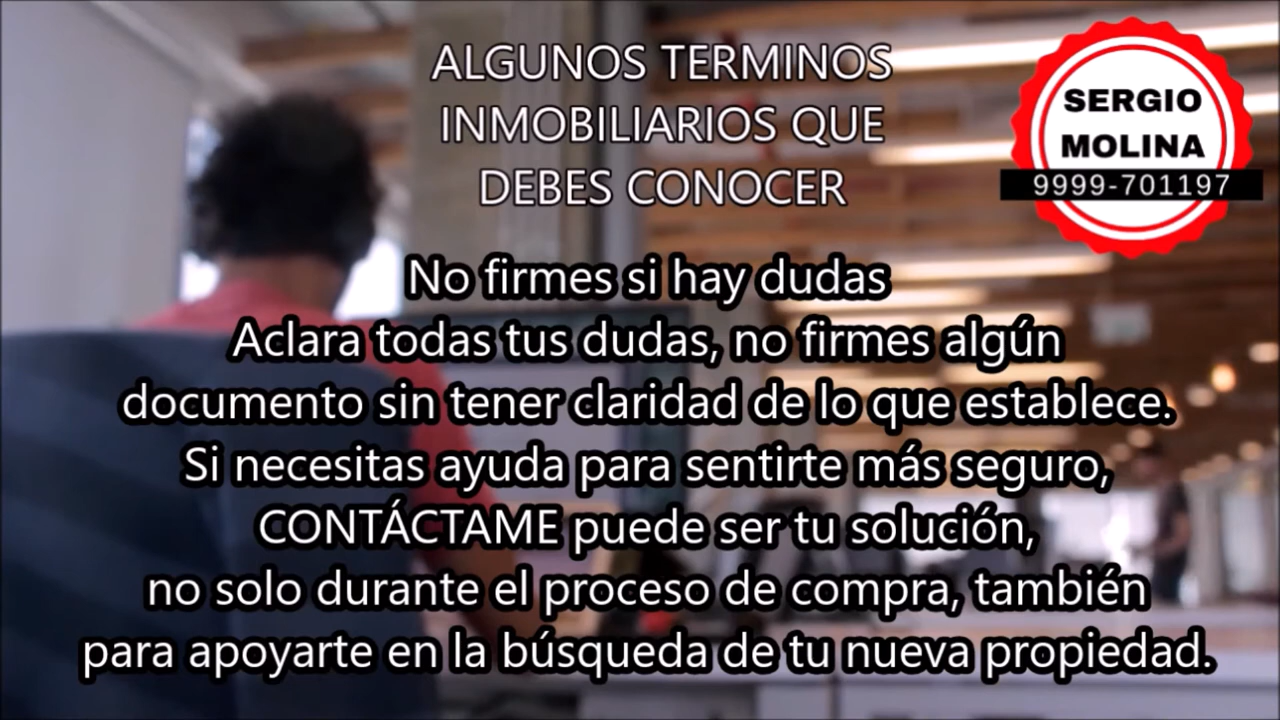 ALGUNOS TERMINOS
INMOBILIARIOS QUE
DEBES CONOCER
SERGIO
MOLINA
9999-701197
No firmes si hay dudas
Aclara todas tus dudas, no firmes algún
documento sin tener claridad de lo que establece.
Si necesitas ayuda para sentirte más seguro,
CONTÁCTAME puede ser tu solución,
no solo durante el proceso de compra, también
para apoyarte en la búsqueda de tu nueva propiedad.